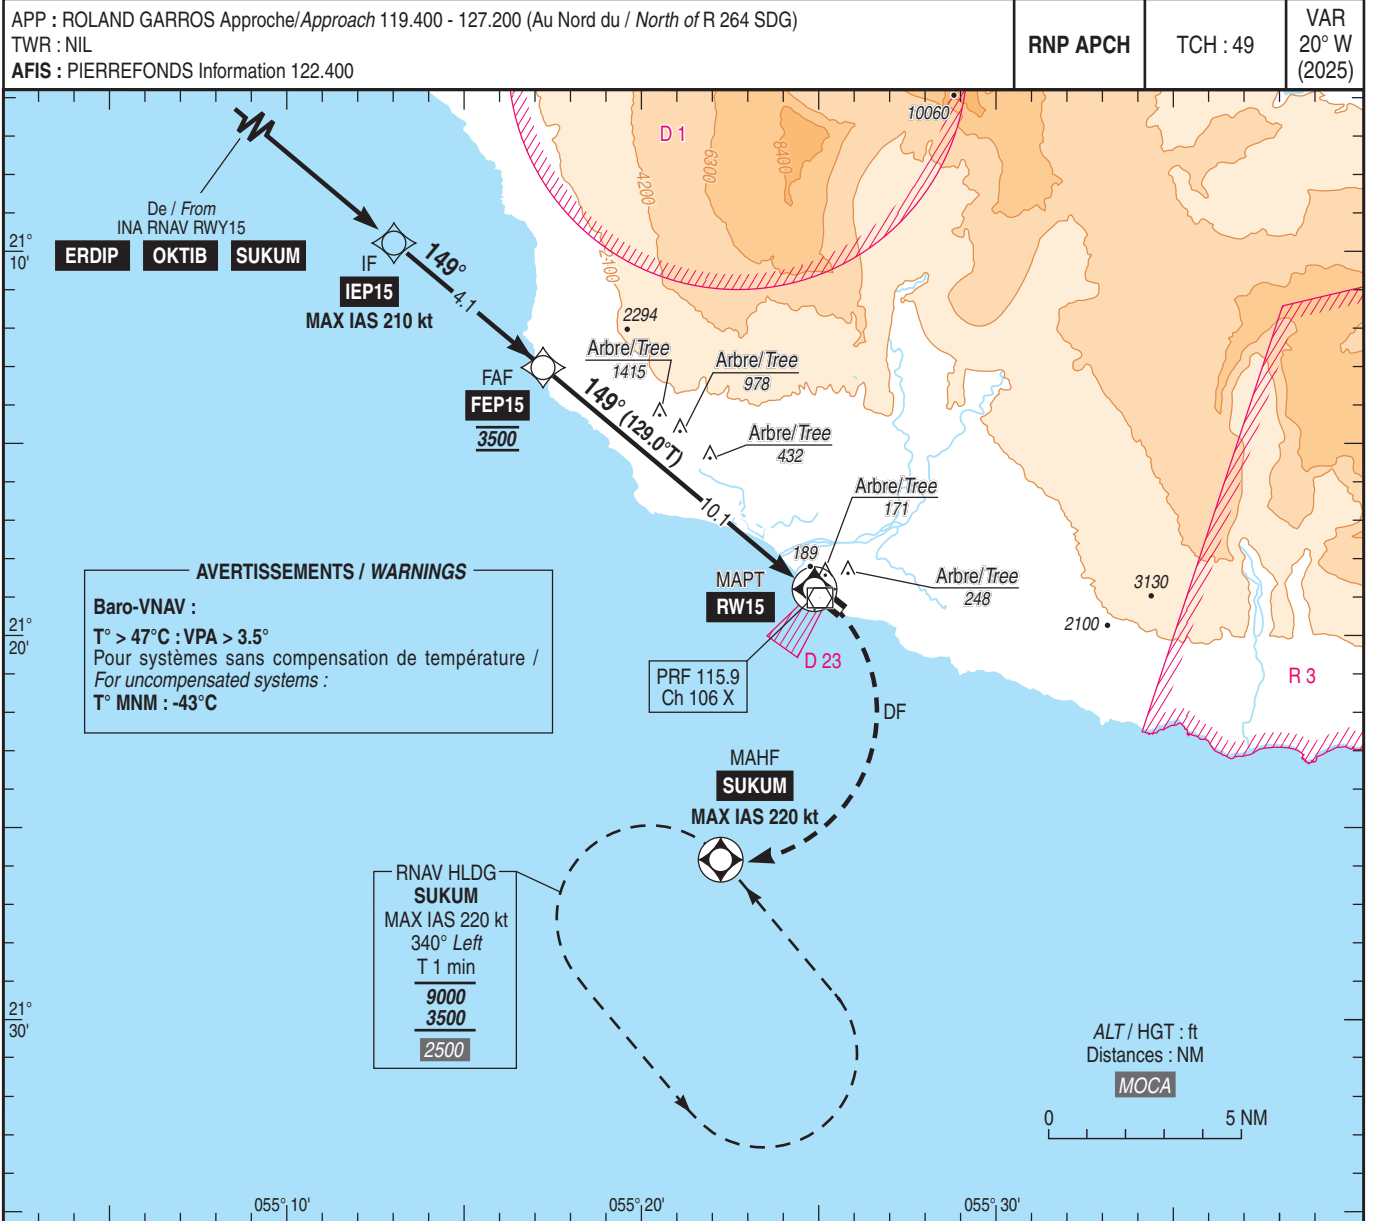 APP : ROLAND GARROS Approche/Approach 119.400 - 127.200 (Au Nord du / North of R 264 SDG)
TWR : NIL
AFIS : PIERREFONDS Information 122.400
RNP APCH
TCH : 49
VAR
20° W
(2025)
10060
D 1
8400
6300
4200
2100
De / From
INA RNAV RWY15
ERDIP
OKTIB
SUKUM
21°
10'
IF
IEP15
MAX IAS 210 kt
149°
4.1
2294
Arbre/Tree
1415
Arbre/Tree
978
FAF
FEP15
3500
149° (129.0°T)
Arbre/Tree
432
10.1
Arbre/Tree
171
189
Arbre/Tree
248
MAPT
RW15
3130
2100
AVERTISSEMENTS / WARNINGS
Baro-VNAV :
T° > 47°C : VPA > 3.5°
Pour systèmes sans compensation de température /
For uncompensated systems :
T° MNM : -43°C
21°
20'
D 23
PRF 115.9
Ch 106 X
R 3
DF
MAHF
SUKUM
MAX IAS 220 kt
RNAV HLDG
SUKUM
MAX IAS 220 kt
340° Left
T 1 min
9000
3500
2500
21°
30'
ALT / HGT : ft
Distances : NM
MOCA
0
5 NM
055° 10'
055° 20'
055° 30'